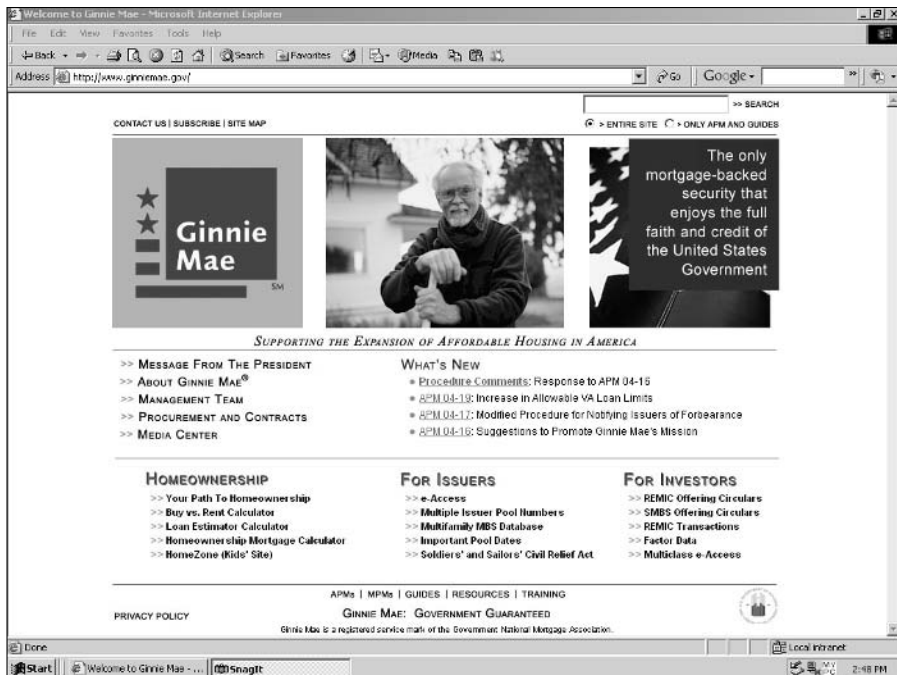 Welcome to Ginnie Mae - Microsoft Internet Explorer
File Edit View Favorites Tools Help
Back Search Favorites Media
Address http://www.ginniemae.gov/ Go Google
>> SEARCH
CONTACT US | SUBSCRIBE | SITE MAP
> ENTIRE SITE > ONLY APM AND GUIDES
Ginnie
Mae
SM
The only
mortgage-backed
security that
enjoys the full
faith and credit of
the United States
Government
SUPPORTING THE EXPANSION OF AFFORDABLE HOUSING IN AMERICA
>> MESSAGE FROM THE PRESIDENT
>> ABOUT GINNIE MAE®
>> MANAGEMENT TEAM
>> PROCUREMENT AND CONTRACTS
>> MEDIA CENTER
WHAT'S NEW
Procedure Comments: Response to APM 04-16
APM 04-19: Increase in Allowable VA Loan Limits
APM 04-17: Modified Procedure for Notifying Issuers of Forbearance
APM 04-16: Suggestions to Promote Ginnie Mae's Mission
HOMEOWNERSHIP
>> Your Path To Homeownership
>> Buy vs. Rent Calculator
>> Loan Estimator Calculator
>> Homeownership Mortgage Calculator
>> HomeZone (Kids' Site)
FOR ISSUERS
>> e-Access
>> Multiple Issuer Pool Numbers
>> Multifamily MBS Database
>> Important Pool Dates
>> Soldiers' and Sailors' Civil Relief Act
FOR INVESTORS
>> REMIC Offering Circulars
>> SMBS Offering Circulars
>> REMIC Transactions
>> Factor Data
>> Multiclass e-Access
APMs | MPMs | GUIDES | RESOURCES | TRAINING
PRIVACY POLICY
GINNIE MAE: GOVERNMENT GUARANTEED
Ginnie Mae is a registered service mark of the Government National Mortgage Association.
Done Local intranet
Start Welcome to Ginnie Mae - ... SnagIt MY PC 2:48 PM